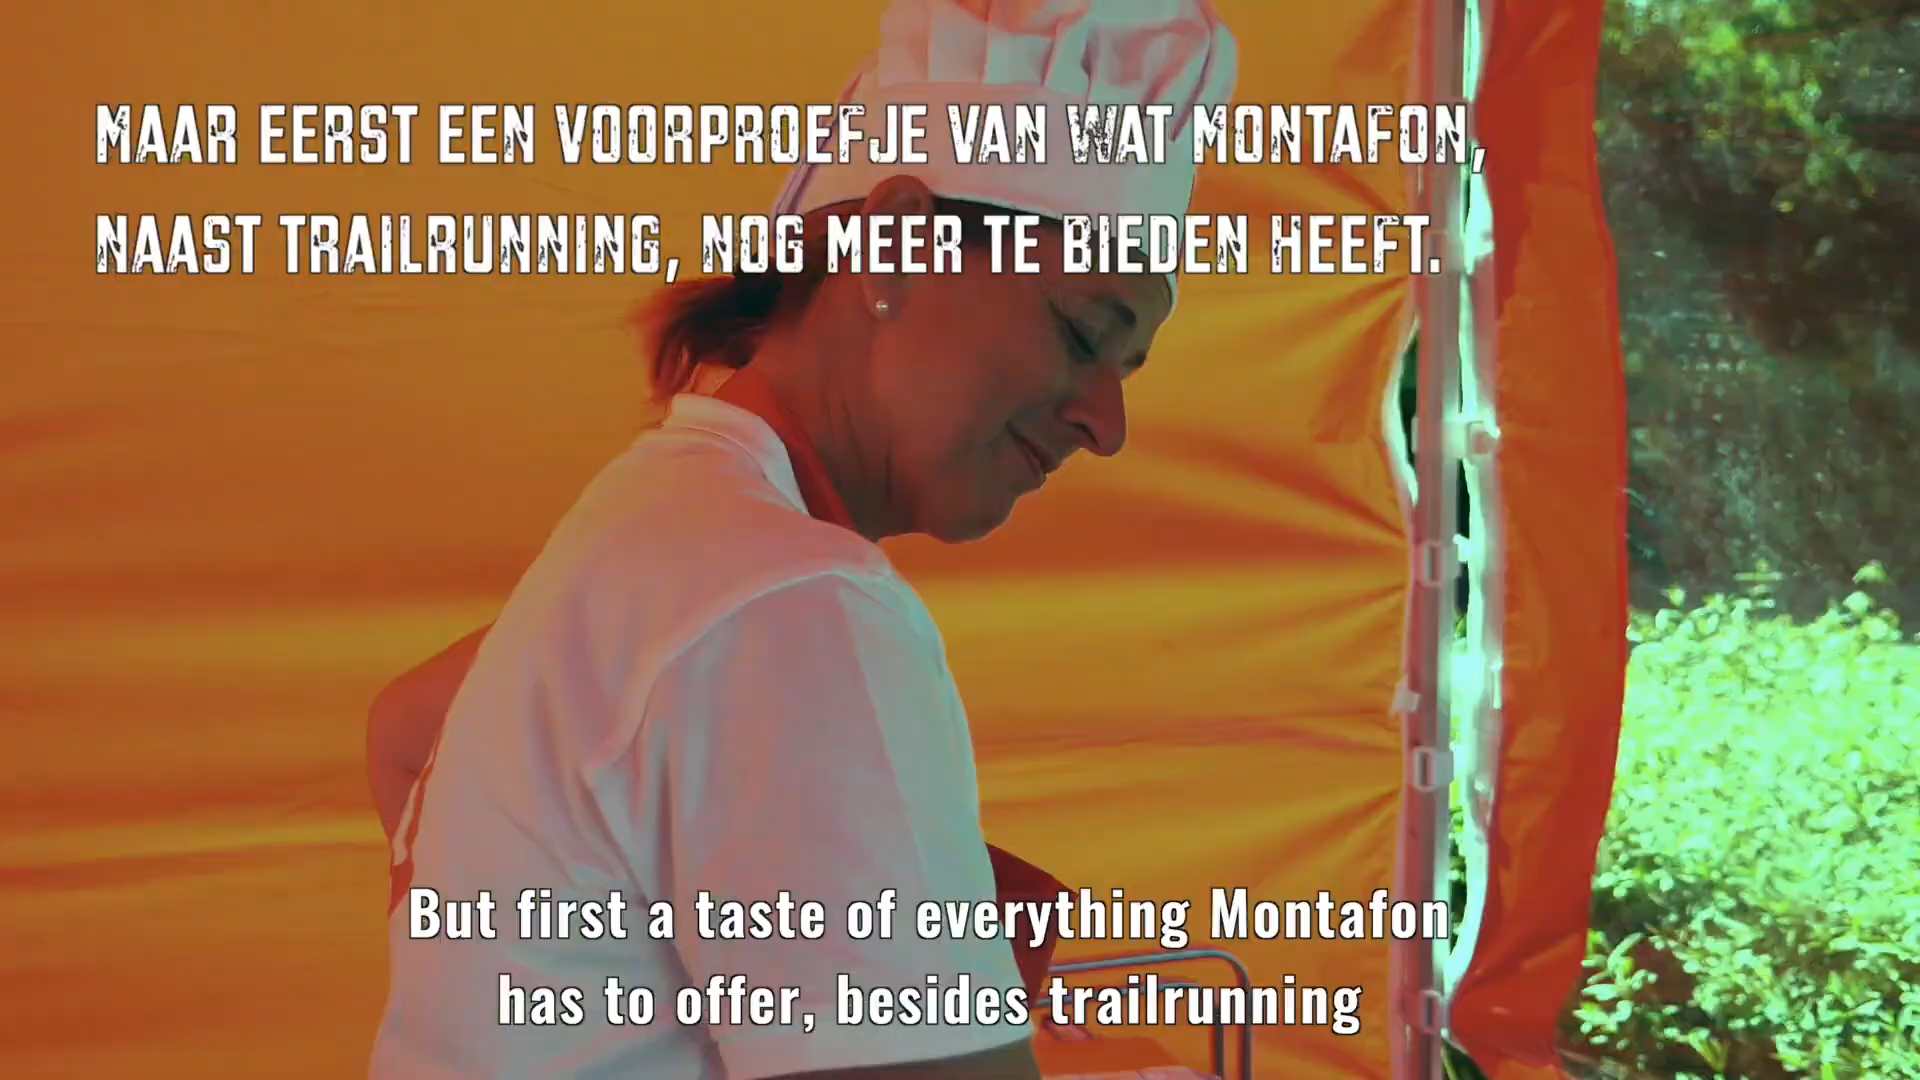 MAAR EERST EEN VOORPROEFJE VAN WAT MONTAFON,
NAAST TRAILRUNNING, NOG MEER TE BIEDEN HEEFT.
But first a taste of everything Montafon
has to offer, besides trailrunning